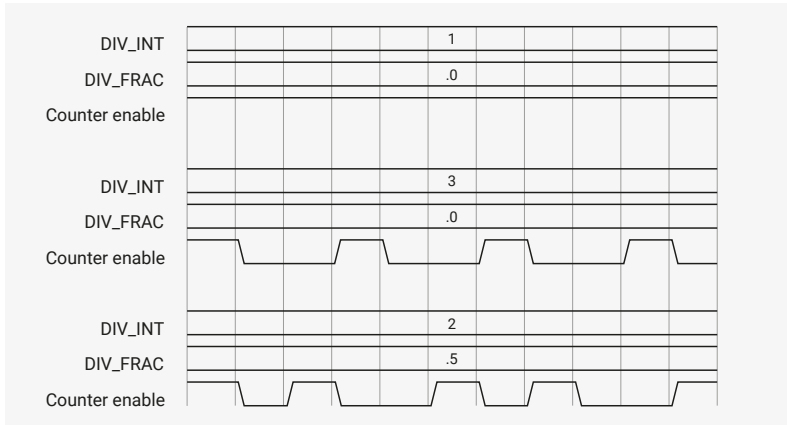 DIV_INT 1
DIV_FRAC .0
Counter enable
DIV_INT 3
DIV_FRAC .0
Counter enable
DIV_INT 2
DIV_FRAC .5
Counter enable